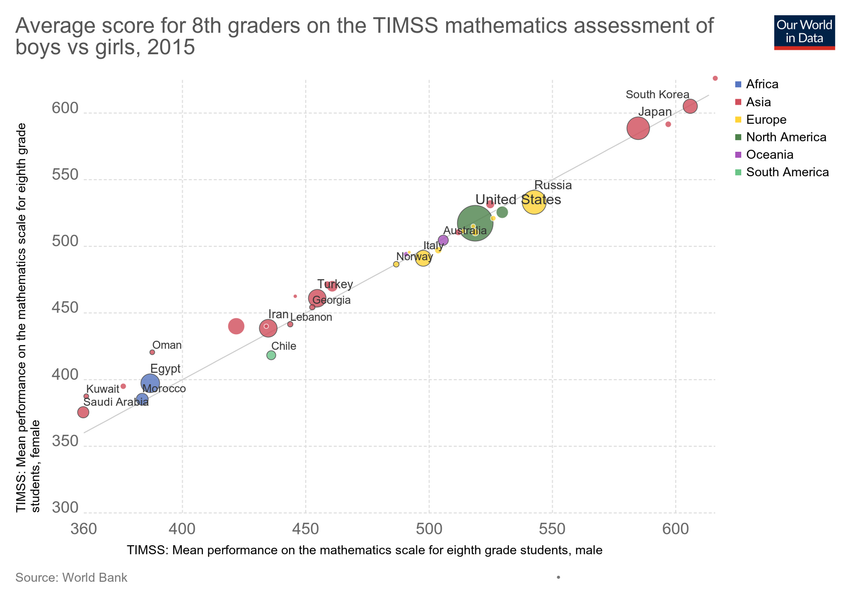 Average score for 8th graders on the TIMSS mathematics assessment of
boys vs girls, 2015
Our World
in Data
Africa
Asia
Europe
North America
Oceania
South America
TIMSS: Mean performance on the mathematics scale for eighth grade
students, female
600
550
500
450
400
350
300
South Korea
Japan
Russia
United States
Australia
Italy
Norway
Turkey
Georgia
Iran
Lebanon
Chile
Oman
Egypt
Kuwait
Morocco
Saudi Arabia
360
400
450
500
550
600
TIMSS: Mean performance on the mathematics scale for eighth grade students, male
Source: World Bank